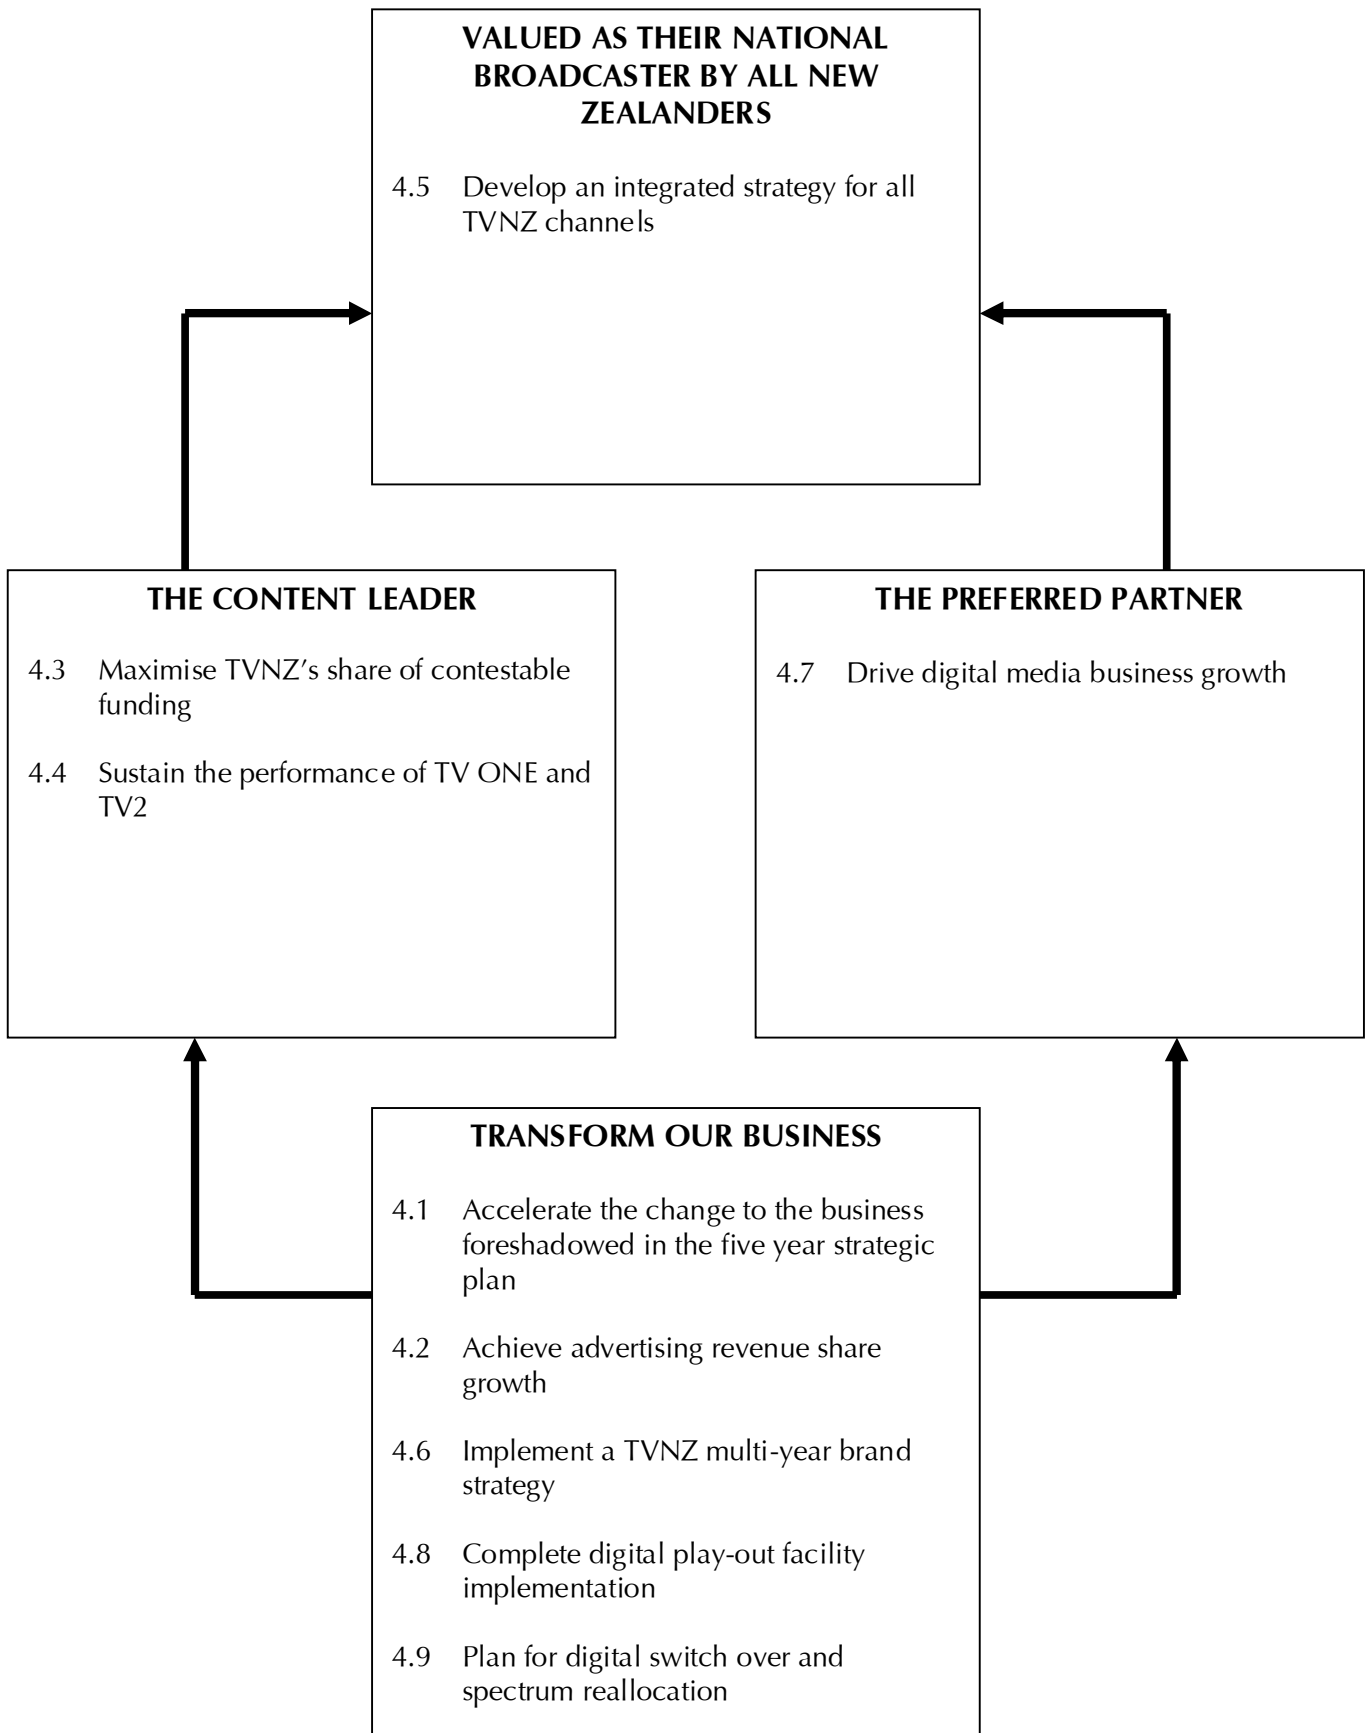 VALUED AS THEIR NATIONAL
BROADCASTER BY ALL NEW
ZEALANDERS
4.5 Develop an integrated strategy for all
TVNZ channels
THE CONTENT LEADER
4.3 Maximise TVNZ’s share of contestable
funding
4.4 Sustain the performance of TV ONE and
TV2
THE PREFERRED PARTNER
4.7 Drive digital media business growth
TRANSFORM OUR BUSINESS
4.1 Accelerate the change to the business
foreshadowed in the five year strategic
plan
4.2 Achieve advertising revenue share
growth
4.6 Implement a TVNZ multi-year brand
strategy
4.8 Complete digital play-out facility
implementation
4.9 Plan for digital switch over and
spectrum reallocation